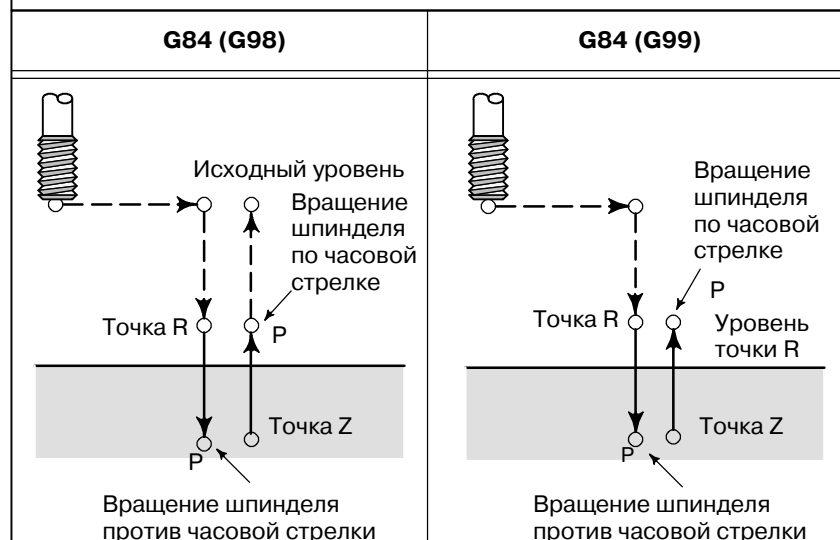 G84 (G98)
G84 (G99)
Исходный уровень
Вращение
шпинделя
по часовой
стрелке
Точка R
P
Точка Z
P
Вращение шпинделя
против часовой стрелки
Вращение
шпинделя
по часовой
стрелке
P
Точка R
Уровень
точки R
Точка Z
P
Вращение шпинделя
против часовой стрелки